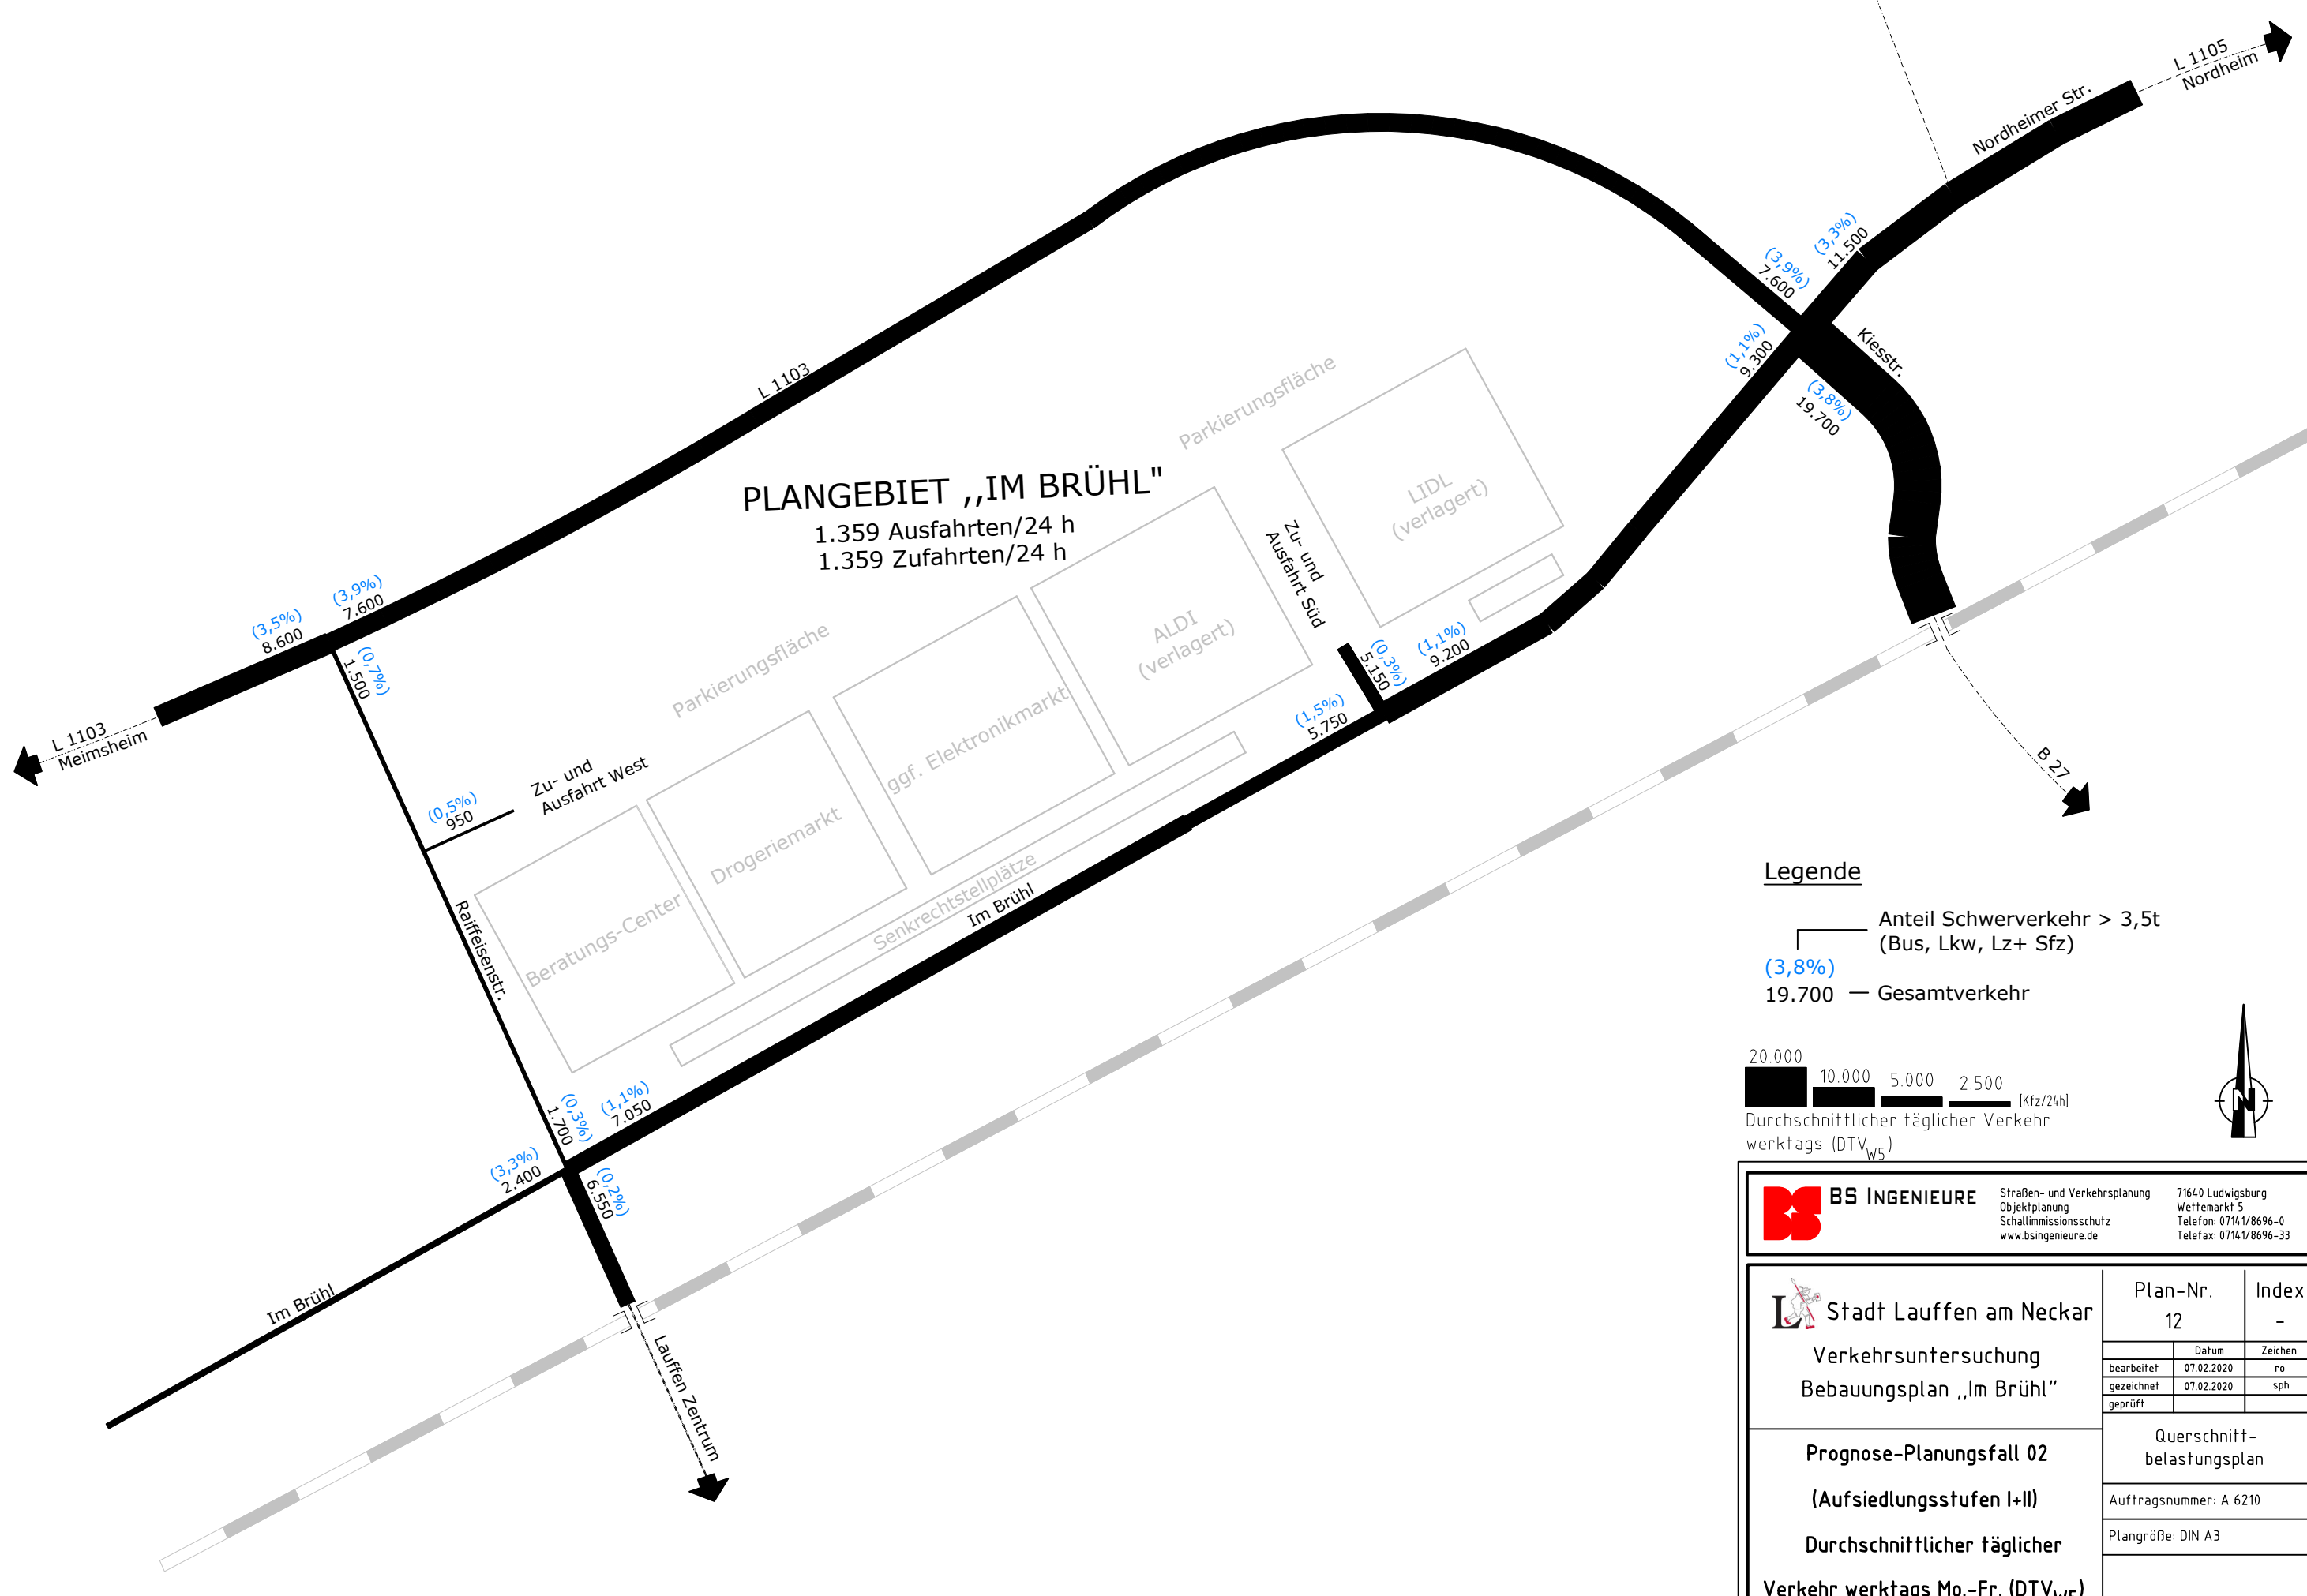 L 1105
Nordheim
Nordheimer Str.
(3,3%)
11.500
(3,9%)
7.600
(1,1%)
9.300
Kiesstr.
(3,8%)
19.700
L 1103
Parkierungsfläche
LIDL
(verlagert)
PLANGEBIET ,,IM BRÜHL"
1.359 Ausfahrten/24 h
1.359 Zufahrten/24 h
Zu- und
Ausfahrt Süd
(3,5%)
8.600
(3,9%)
7.600
(0,7%)
1.500
ALDI
(verlagert)
Parkierungsfläche
(0,3%)
5.150
(1,1%)
9.200
(1,5%)
5.750
L 1103
Meimsheim
ggf. Elektronikmarkt
Zu- und
Ausfahrt West
(0,5%)
950
B 27
Drogeriemarkt
Senkrechtstellplätze
Im Brühl
Beratungs-Center
Raiffeisenstr.
(0,3%)
1.700
(1,1%)
7.050
(3,3%)
2.400
(0,2%)
6.550
Im Brühl
Lauffen Zentrum
Legende
Anteil Schwerverkehr > 3,5t
(Bus, Lkw, Lz+ Sfz)
(3,8%)
19.700 — Gesamtverkehr
20.000 10.000 5.000 2.500 [Kfz/24h]
Durchschnittlicher täglicher Verkehr
werktags (DTVW5)
N
BS
BS INGENIEURE
Straßen- und Verkehrsplanung
Objektplanung
Schallimmissionsschutz
www.bsingenieure.de
71640 Ludwigsburg
Wettemarkt 5
Telefon: 07141/8696-0
Telefax: 07141/8696-33
L Stadt Lauffen am Neckar
Verkehrsuntersuchung
Bebauungsplan ,,Im Brühl"
Plan-Nr. Index
12 -
Datum Zeichen
bearbeitet 07.02.2020 ro
gezeichnet 07.02.2020 sph
geprüft
Querschnitt-
belastungsplan
Auftragsnummer: A 6210
Plangröße: DIN A3
Prognose-Planungsfall 02
(Aufsiedlungsstufen I+II)
Durchschnittlicher täglicher
Verkehr werktags Mo.-Fr. (DTVW5)